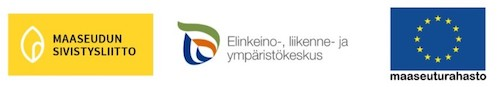 MAASEUDUN
SIVISTYSLIITTO
Elinkeino-, liikenne- ja
ympäristökeskus
maaseuturahasto